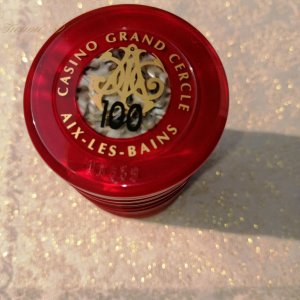 CASINO GRAND CERCLE
100
AIX-LES-BAINS